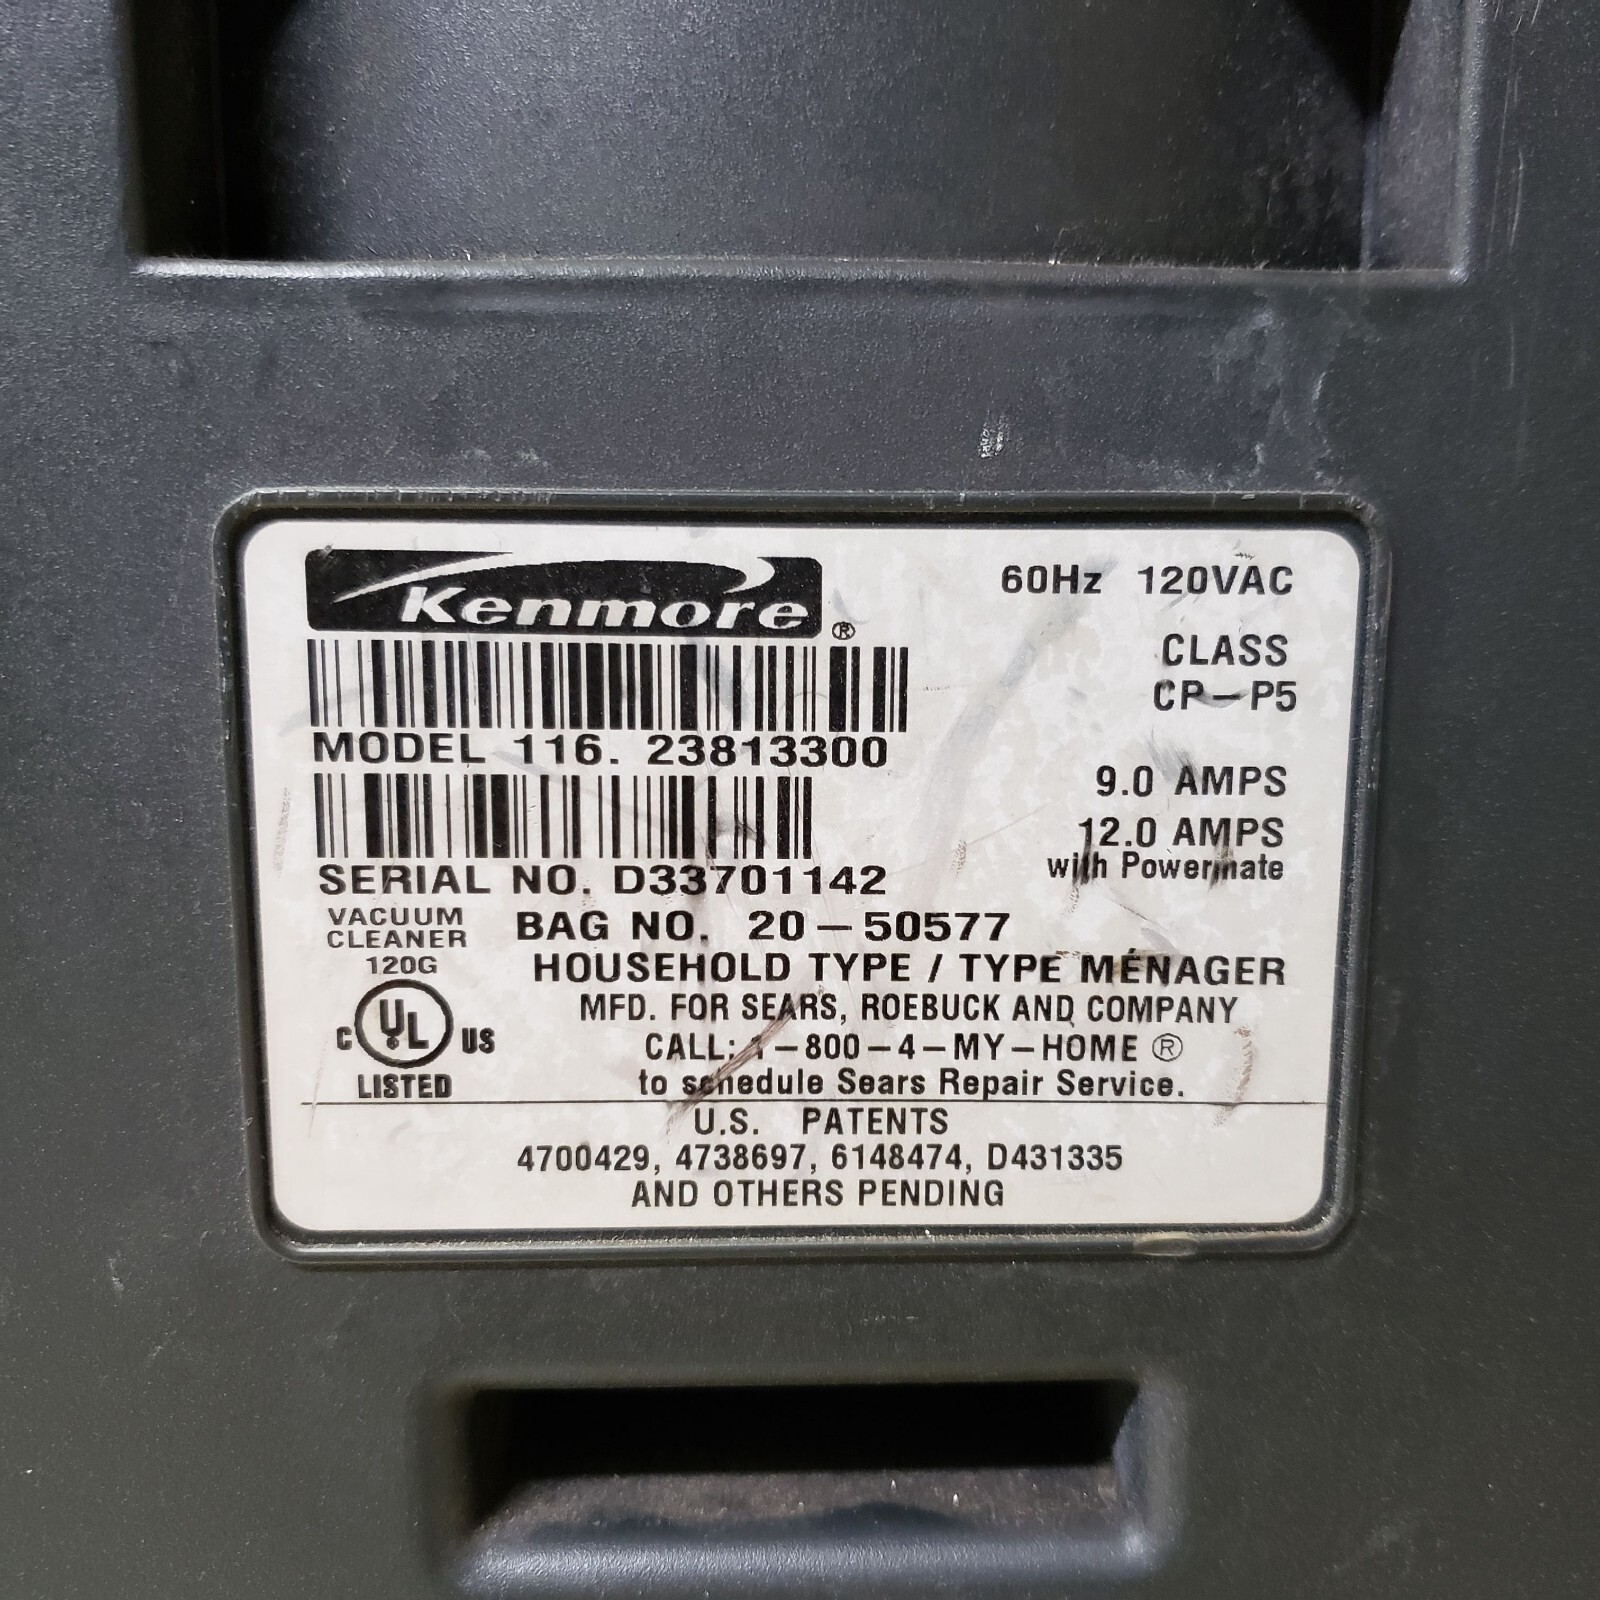 Kenmore®
60Hz 120VAC
CLASS
CP-P5
MODEL 116. 23813300
9.0 AMPS
12.0 AMPS
with Powermate
SERIAL NO. D33701142
VACUUM
CLEANER
120G
BAG NO. 20-50577
HOUSEHOLD TYPE / TYPE MÉNAGER
MFD. FOR SEARS, ROEBUCK AND COMPANY
C UL US
LISTED
CALL: 1-800-4-MY-HOME ®
to schedule Sears Repair Service.
U.S. PATENTS
4700429, 4738697, 6148474, D431335
AND OTHERS PENDING